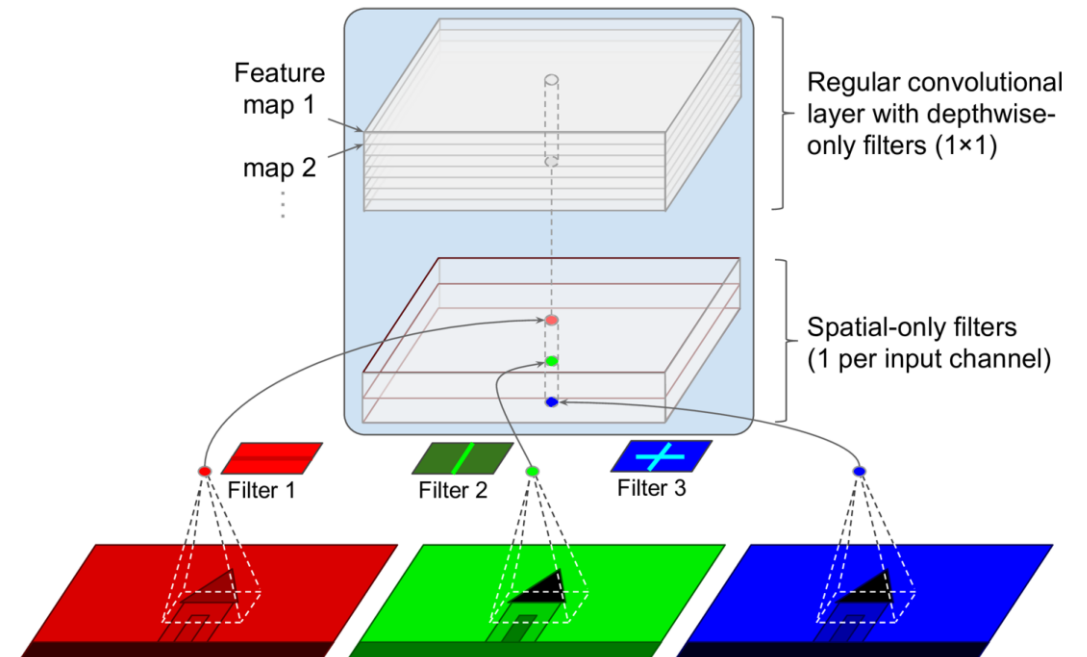 Feature
map 1
map 2
⋮
Regular convolutional
layer with depthwise-
only filters (1×1)
Spatial-only filters
(1 per input channel)
Filter 1
Filter 2
Filter 3